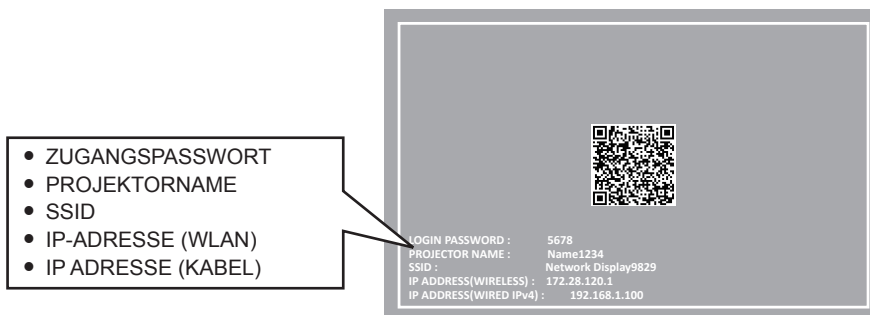 ● ZUGANGSPASSWORT
● PROJEKTORNAME
● SSID
● IP-ADRESSE (WLAN)
● IP ADRESSE (KABEL)
LOGIN PASSWORD : 5678
PROJECTOR NAME : Name1234
SSID : Network Display9829
IP ADDRESS(WIRELESS) : 172.28.120.1
IP ADDRESS(WIRED IPv4) : 192.168.1.100